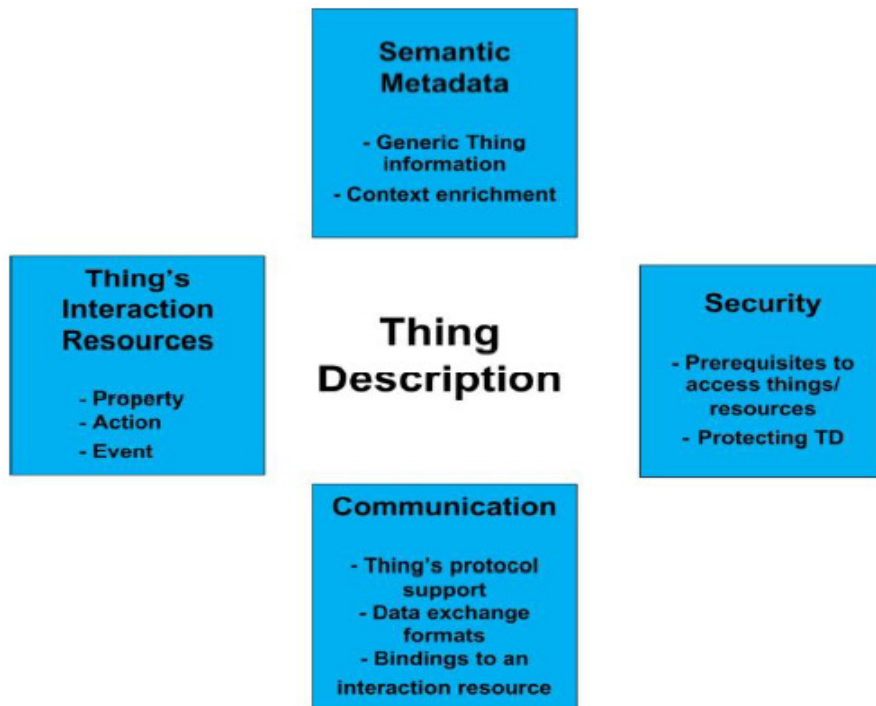 Semantic
Metadata
- Generic Thing
information
- Context enrichment
Thing's
Interaction
Resources
- Property
- Action
- Event
Thing
Description
Security
- Prerequisites to
access things/
resources
- Protecting TD
Communication
- Thing's protocol
support
- Data exchange
formats
- Bindings to an
interaction resource